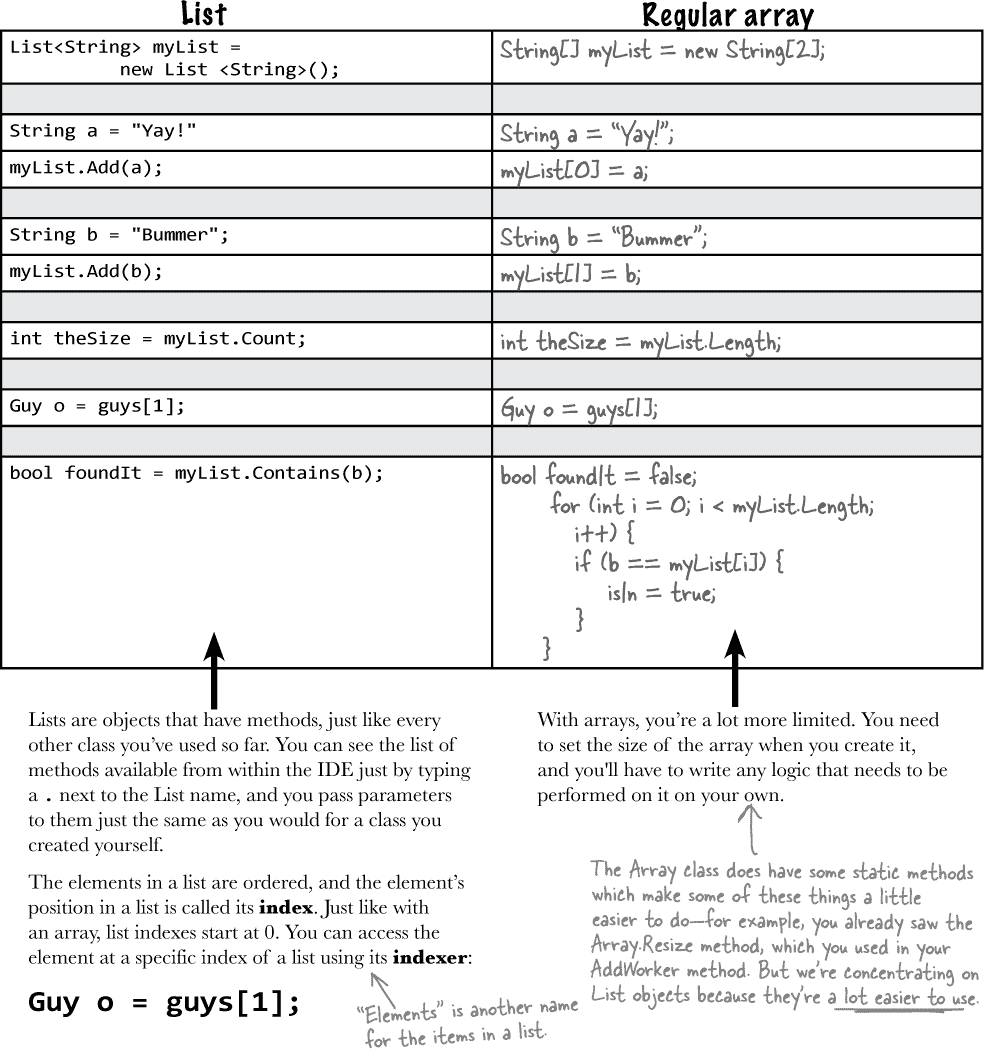 List
Regular array
List<String> myList =
new List <String>();
String[] myList = new String[2];
String a = "Yay!"
String a = “Yay!”;
myList.Add(a);
myList[0] = a;
String b = "Bummer";
String b = “Bummer”;
myList.Add(b);
myList[1] = b;
int theSize = myList.Count;
int theSize = myList.Length;
Guy o = guys[1];
Guy o = guys[1];
bool foundIt = myList.Contains(b);
bool foundIt = false;
for (int i = 0; i < myList.Length;
i++) {
if (b == myList[i]) {
isIn = true;
}
}
Lists are objects that have methods, just like every
other class you’ve used so far. You can see the list of
methods available from within the IDE just by typing
a . next to the List name, and you pass parameters
to them just the same as you would for a class you
created yourself.
The elements in a list are ordered, and the element’s
position in a list is called its index. Just like with
an array, list indexes start at 0. You can access the
element at a specific index of a list using its indexer:
Guy o = guys[1];
“Elements” is another name
for the items in a list.
With arrays, you’re a lot more limited. You need
to set the size of the array when you create it,
and you'll have to write any logic that needs to be
performed on it on your own.
The Array class does have some static methods
which make some of these things a little
easier to do—for example, you already saw the
Array.Resize method, which you used in your
AddWorker method. But we’re concentrating on
List objects because they’re a lot easier to use.